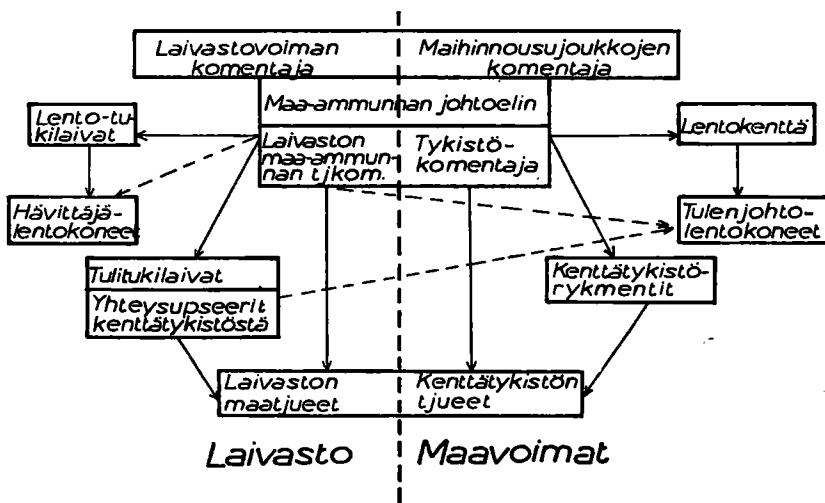 Laivastovoiman
komentaja
Maihinnousujoukkojen
komentaja
Maa-ammunnan johtoelin
Lento-tu-
kilaivat
Laivaston
maa-ammun-
nan tjkom.
Tykistö-
komentaja
Lentokenttä
Hävittäjä-
lentokoneet
Tulenjohto-
lentokoneet
Tulitukilaivat
Yhteysupseerit
kenttätykistöstä
Kenttätykistö-
rykmentit
Laivaston
maatjueet
Kenttätykistön
tjueet
Laivasto
Maavoimat